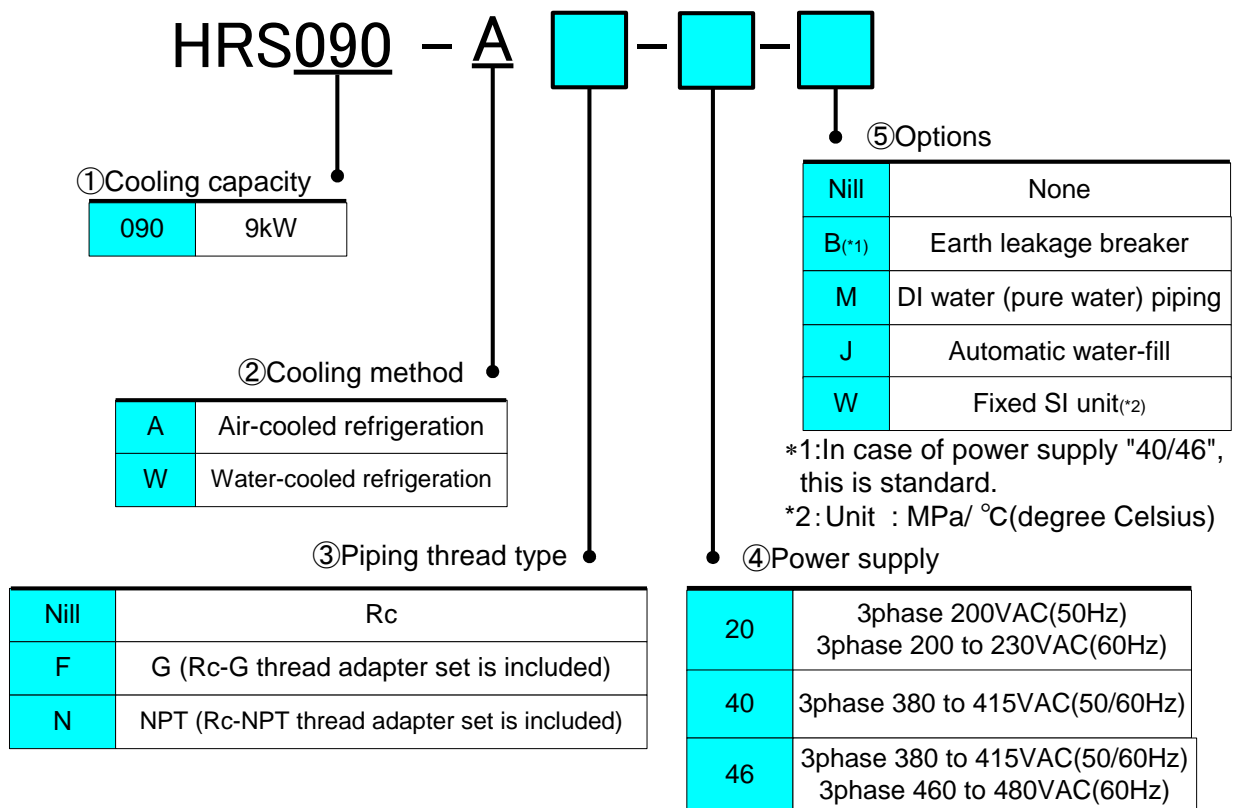 HRS090 – A – –
⑤Options
Nill None
B(*1) Earth leakage breaker
M DI water (pure water) piping
J Automatic water-fill
W Fixed SI unit(*2)
*1:In case of power supply "40/46",
this is standard.
*2:Unit : MPa/ ℃(degree Celsius)
①Cooling capacity
090 9kW
②Cooling method
A Air-cooled refrigeration
W Water-cooled refrigeration
③Piping thread type
Nill Rc
F G (Rc-G thread adapter set is included)
N NPT (Rc-NPT thread adapter set is included)
④Power supply
20 3phase 200VAC(50Hz)
3phase 200 to 230VAC(60Hz)
40 3phase 380 to 415VAC(50/60Hz)
46 3phase 380 to 415VAC(50/60Hz)
3phase 460 to 480VAC(60Hz)